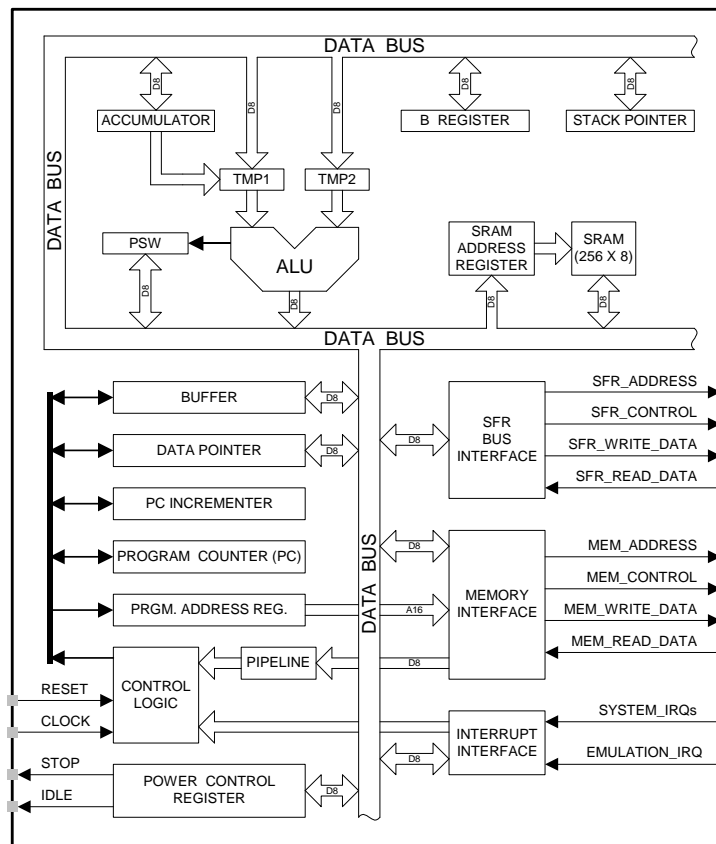 DATA BUS
D8
D8
D8
D8
D8
ACCUMULATOR
B REGISTER
STACK POINTER
DATA BUS
TMP1
TMP2
PSW
ALU
SRAM
ADDRESS
REGISTER
SRAM
(256 X 8)
D8
D8
D8
D8
DATA BUS
BUFFER
D8
DATA POINTER
D8
PC INCREMENTER
PROGRAM COUNTER (PC)
PRGM. ADDRESS REG.
A16
DATA BUS
D8
SFR
BUS
INTERFACE
SFR_ADDRESS
SFR_CONTROL
SFR_WRITE_DATA
SFR_READ_DATA
D8
MEMORY
INTERFACE
MEM_ADDRESS
MEM_CONTROL
MEM_WRITE_DATA
MEM_READ_DATA
CONTROL
LOGIC
PIPELINE
D8
RESET
CLOCK
INTERRUPT
INTERFACE
SYSTEM_IRQs
EMULATION_IRQ
D8
STOP
IDLE
POWER CONTROL
REGISTER
D8